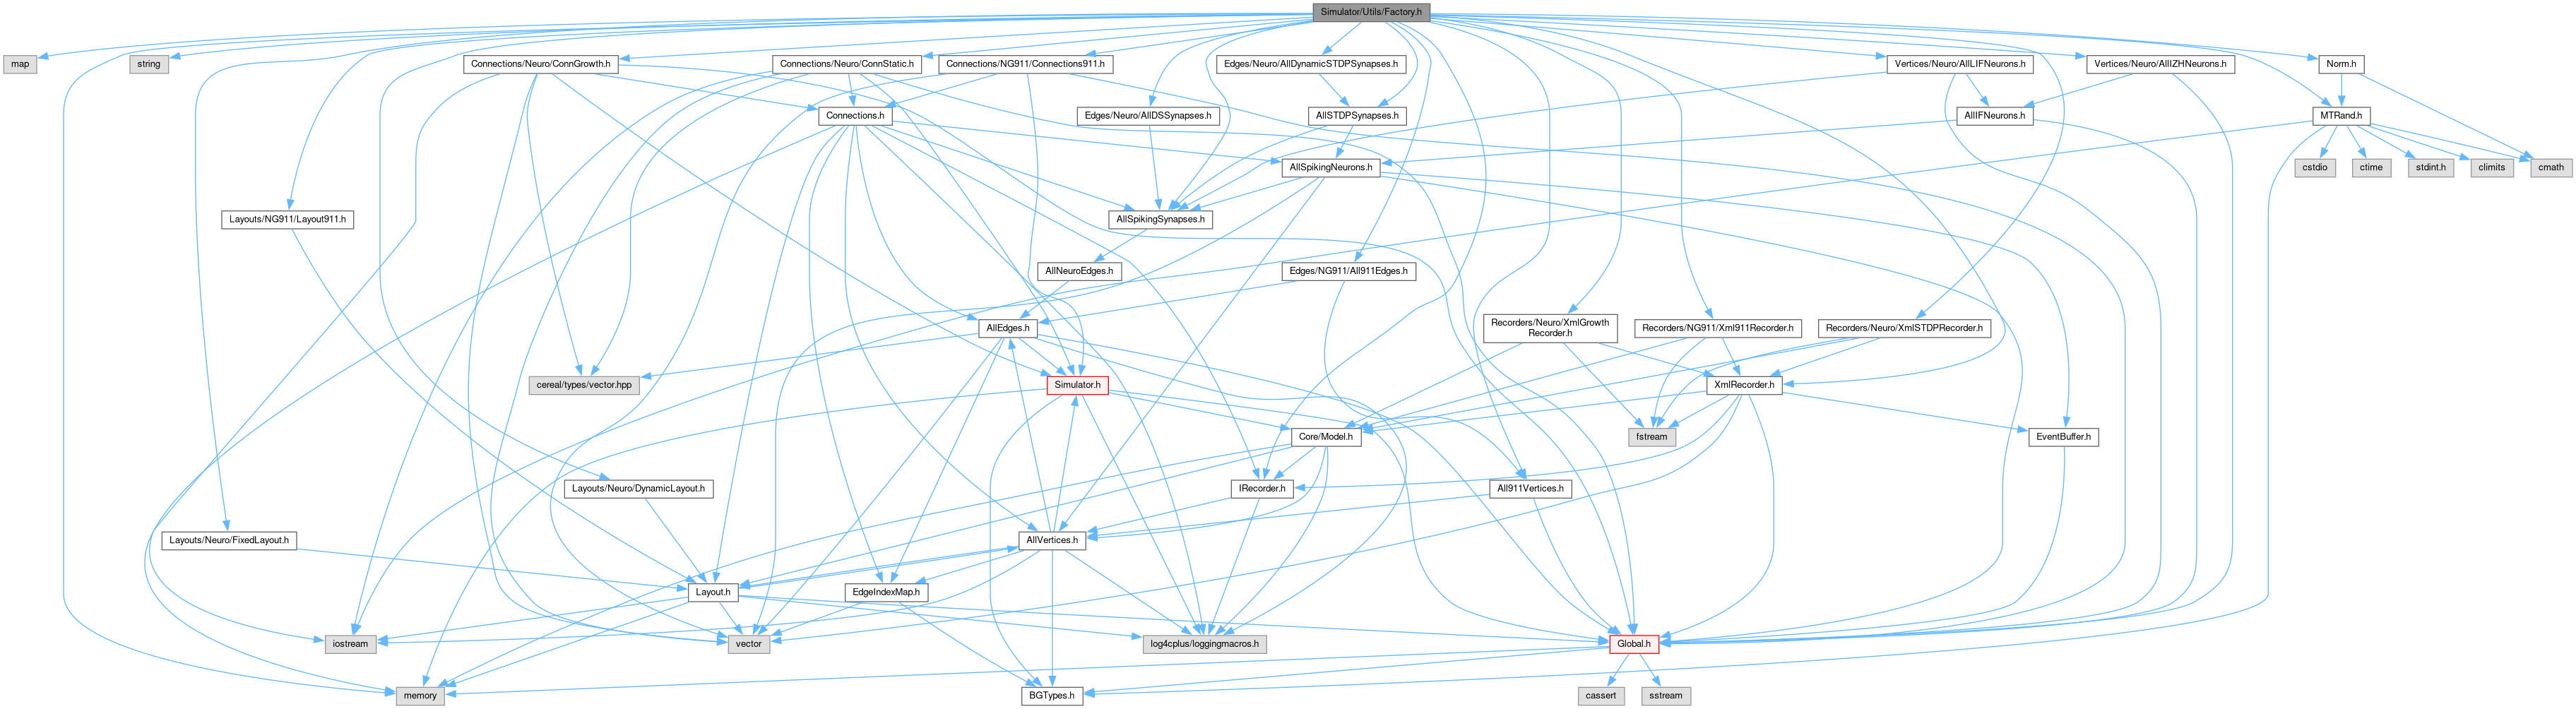 Simulator/Utils/Factory.h
map
string
Connections/Neuro/ConnGrowth.h
Connections/Neuro/ConnStatic.h
Connections/NG911/Connections911.h
Edges/Neuro/AllDynamicSTDPSynapses.h
Vertices/Neuro/AllLIFNeurons.h
Vertices/Neuro/AllIZHNeurons.h
Norm.h
Connections.h
Edges/Neuro/AllDSSynapses.h
AllSTDPSynapses.h
AllIFNeurons.h
MTRand.h
AllSpikingNeurons.h
cstdio
ctime
stdint.h
climits
cmath
Layouts/NG911/Layout911.h
AllSpikingSynapses.h
AllNeuroEdges.h
Edges/NG911/All911Edges.h
AllEdges.h
Recorders/Neuro/XmlGrowth
Recorder.h
Recorders/NG911/Xml911Recorder.h
Recorders/Neuro/XmlSTDPRecorder.h
cereal/types/vector.hpp
Simulator.h
XmlRecorder.h
Core/Model.h
fstream
EventBuffer.h
Layouts/Neuro/DynamicLayout.h
IRecorder.h
All911Vertices.h
Layouts/Neuro/FixedLayout.h
AllVertices.h
Layout.h
EdgeIndexMap.h
iostream
vector
log4cplus/loggingmacros.h
Global.h
memory
BGTypes.h
cassert
sstream